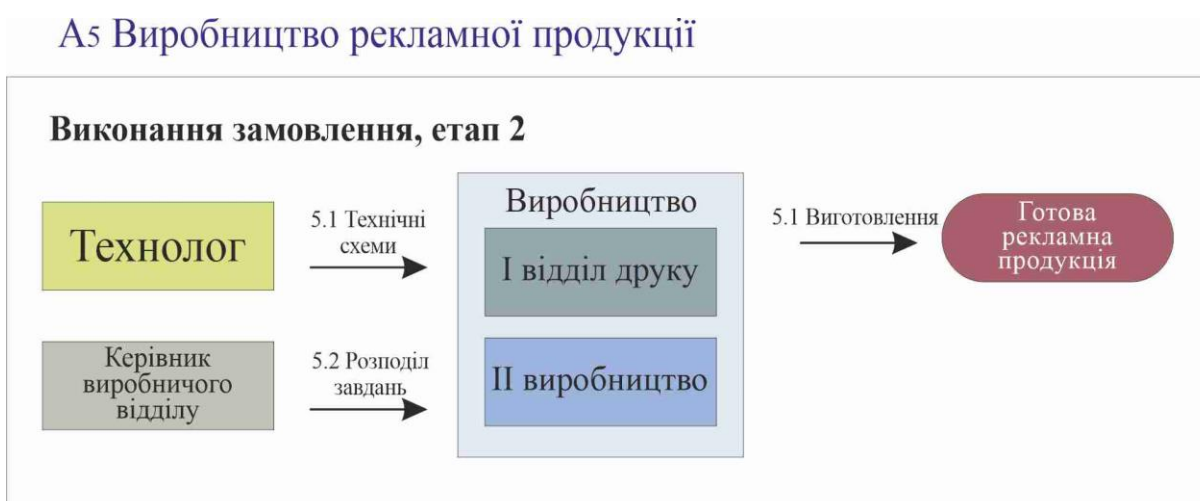 А5 Виробництво рекламної продукції
Виконання замовлення, етап 2
Технолог
5.1 Технічні
схеми
Виробництво
I відділ друку
II виробництво
5.1 Виготовлення
Готова
рекламна
продукція
Керівник
виробничого
відділу
5.2 Розподіл
завдань